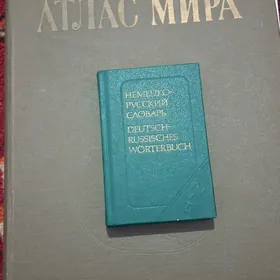 АТЛАС МИРА
НЕМЕЦКО-
РУССКИЙ
СЛОВАРЬ
DEUTSCH-
RUSSISCHES
WÖRTERBUCH